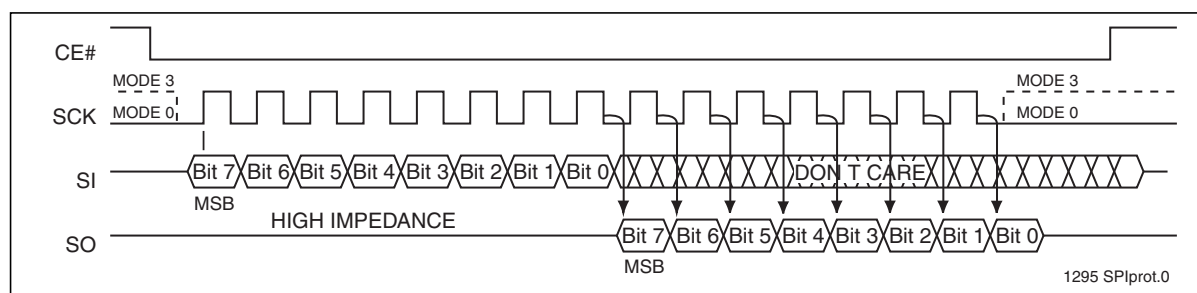 CE#
MODE 3 MODE 3
SCK MODE 0 MODE 0
SI Bit 7 Bit 6 Bit 5 Bit 4 Bit 3 Bit 2 Bit 1 Bit 0 DON T CARE
MSB
HIGH IMPEDANCE
SO Bit 7 Bit 6 Bit 5 Bit 4 Bit 3 Bit 2 Bit 1 Bit 0
MSB
1295 SPIprot.0